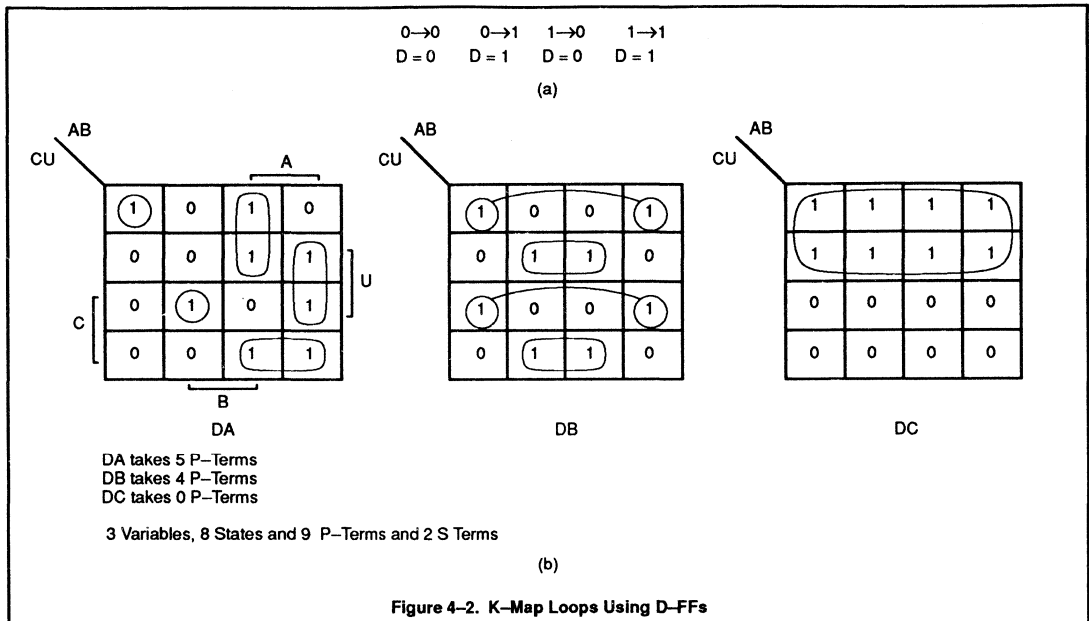 0→0 0→1 1→0 1→1
D = 0 D = 1 D = 0 D = 1
(a)
AB
CU
A
1 0 1 0
0 0 1 1
0 1 0 1
0 0 1 1
U
C
B
DA
AB
CU
1 0 0 1
0 1 1 0
1 0 0 1
0 1 1 0
DB
AB
CU
1 1 1 1
1 1 1 1
0 0 0 0
0 0 0 0
DC
DA takes 5 P–Terms
DB takes 4 P–Terms
DC takes 0 P–Terms
3 Variables, 8 States and 9 P–Terms and 2 S Terms
(b)
Figure 4–2. K–Map Loops Using D–FFs